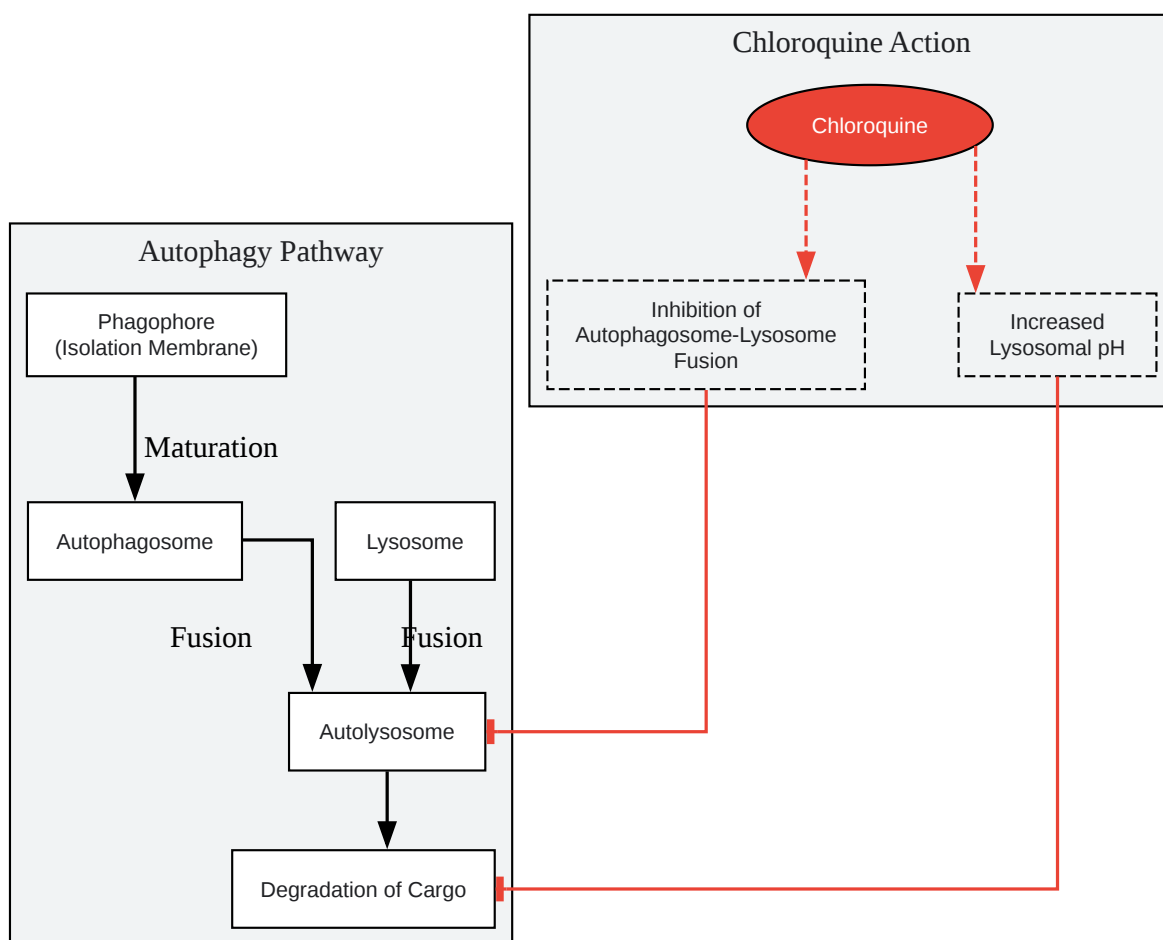 Chloroquine Action
Chloroquine
Inhibition of
Autophagosome-Lysosome
Fusion
Increased
Lysosomal pH
Autophagy Pathway
Phagophore
(Isolation Membrane)
Maturation
Autophagosome
Lysosome
Fusion
Fusion
Autolysosome
Degradation of Cargo